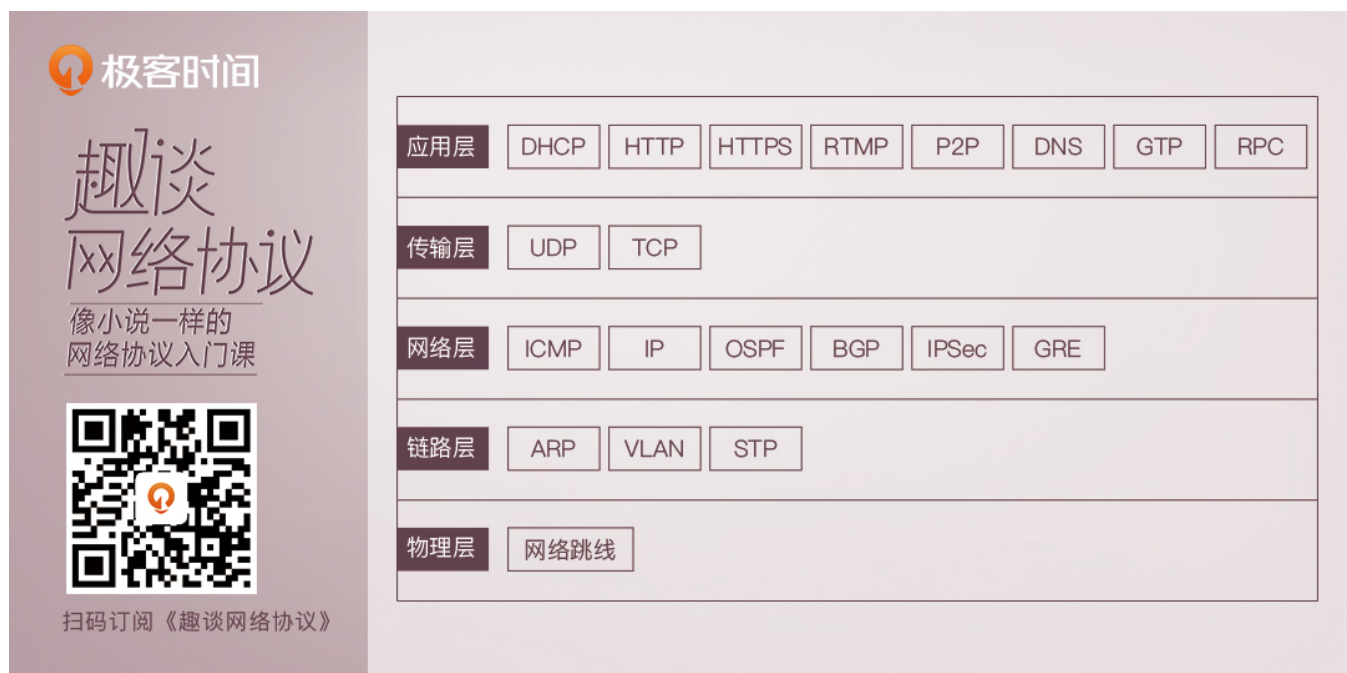 极客时间
趣谈
网络协议
像小说一样的
网络协议入门课
扫码订阅《趣谈网络协议》
应用层 DHCP HTTP HTTPS RTMP P2P DNS GTP RPC
传输层 UDP TCP
网络层 ICMP IP OSPF BGP IPSec GRE
链路层 ARP VLAN STP
物理层 网络跳线